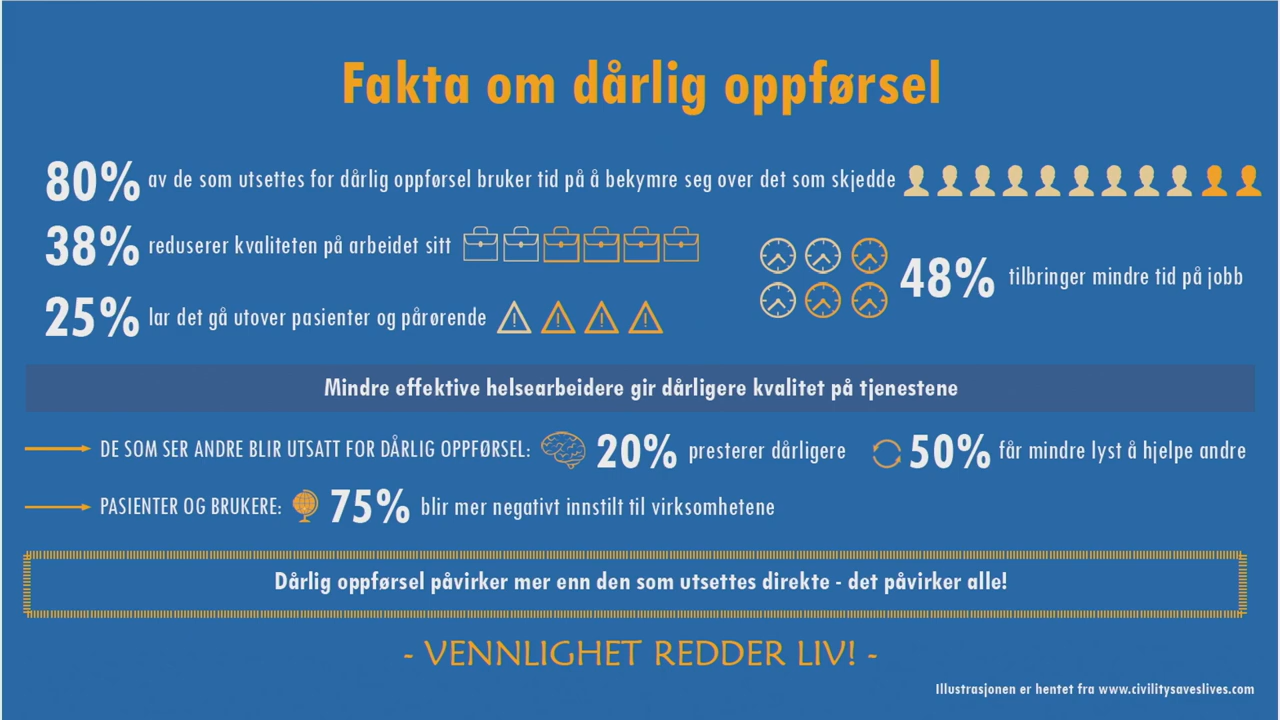 Fakta om dårlig oppførsel
80% av de som utsettes for dårlig oppførsel bruker tid på å bekymre seg over det som skjedde
38% reduserer kvaliteten på arbeidet sitt
48% tilbringer mindre tid på jobb
25% lar det gå utover pasienter og pårørende
Mindre effektive helsearbeidere gir dårligere kvalitet på tjenestene
DE SOM SER ANDRE BLIR UTSATT FOR DÅRLIG OPPFØRSEL: 20% presterer dårligere 50% får mindre lyst å hjelpe andre
PASIENTER OG BRUKERE: 75% blir mer negativt innstilt til virksomhetene
Dårlig oppførsel påvirker mer enn den som utsettes direkte - det påvirker alle!
- VENNLIGHET REDDER LIV! -
Illustrasjonen er hentet fra www.civilitysaveslives.com